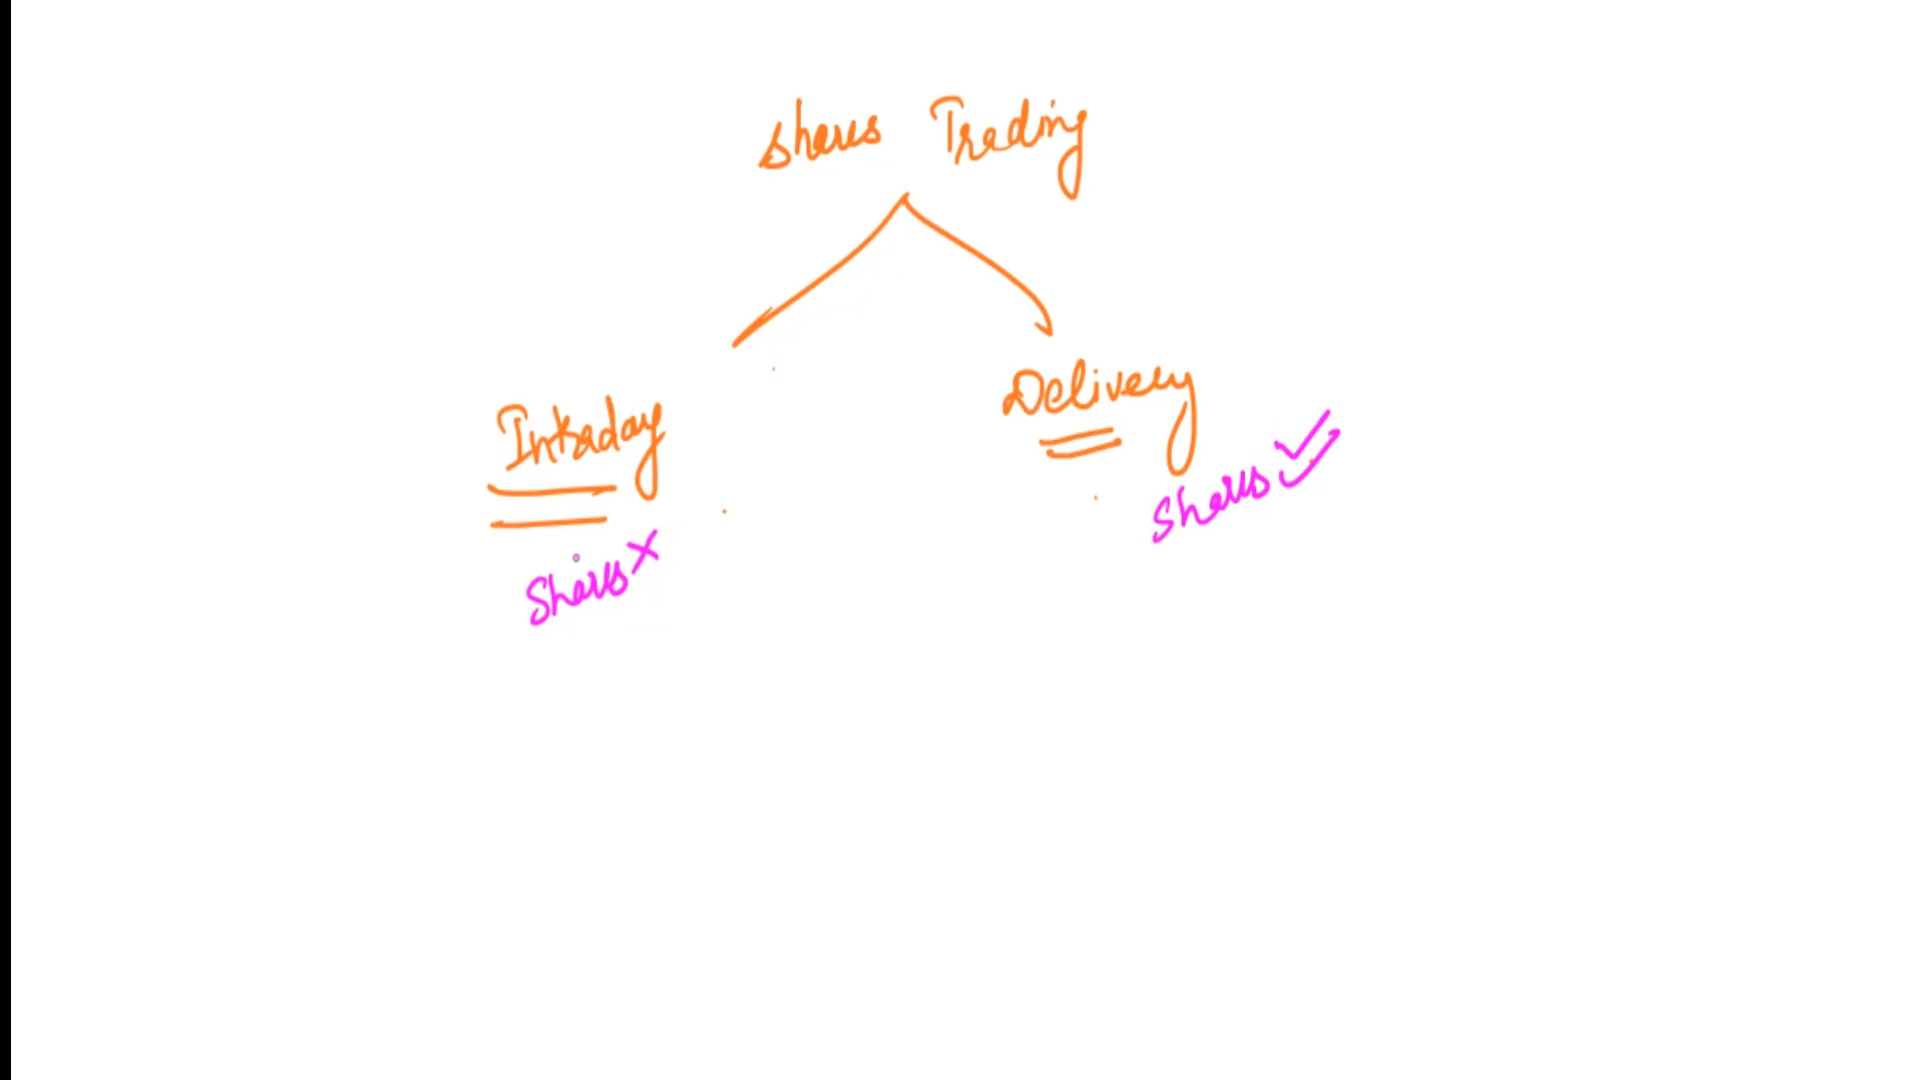 Shares Trading
Intraday
Delivery
Shares ✓
Shares ×